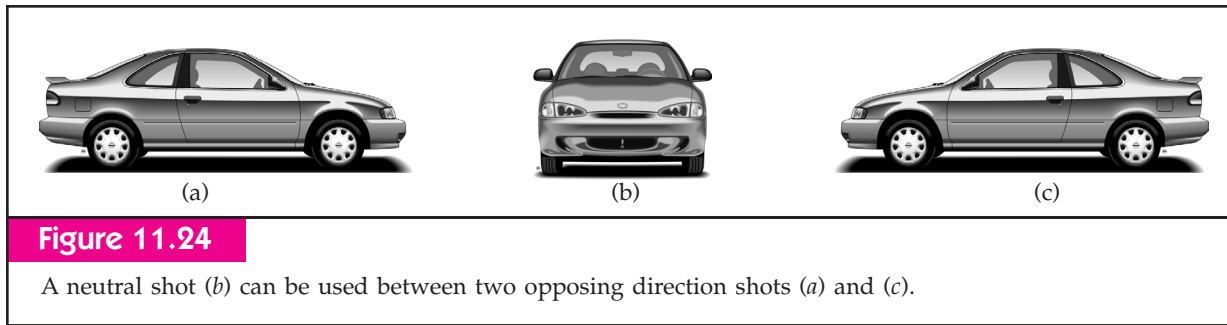 (a) (b) (c)
Figure 11.24
A neutral shot (b) can be used between two opposing direction shots (a) and (c).